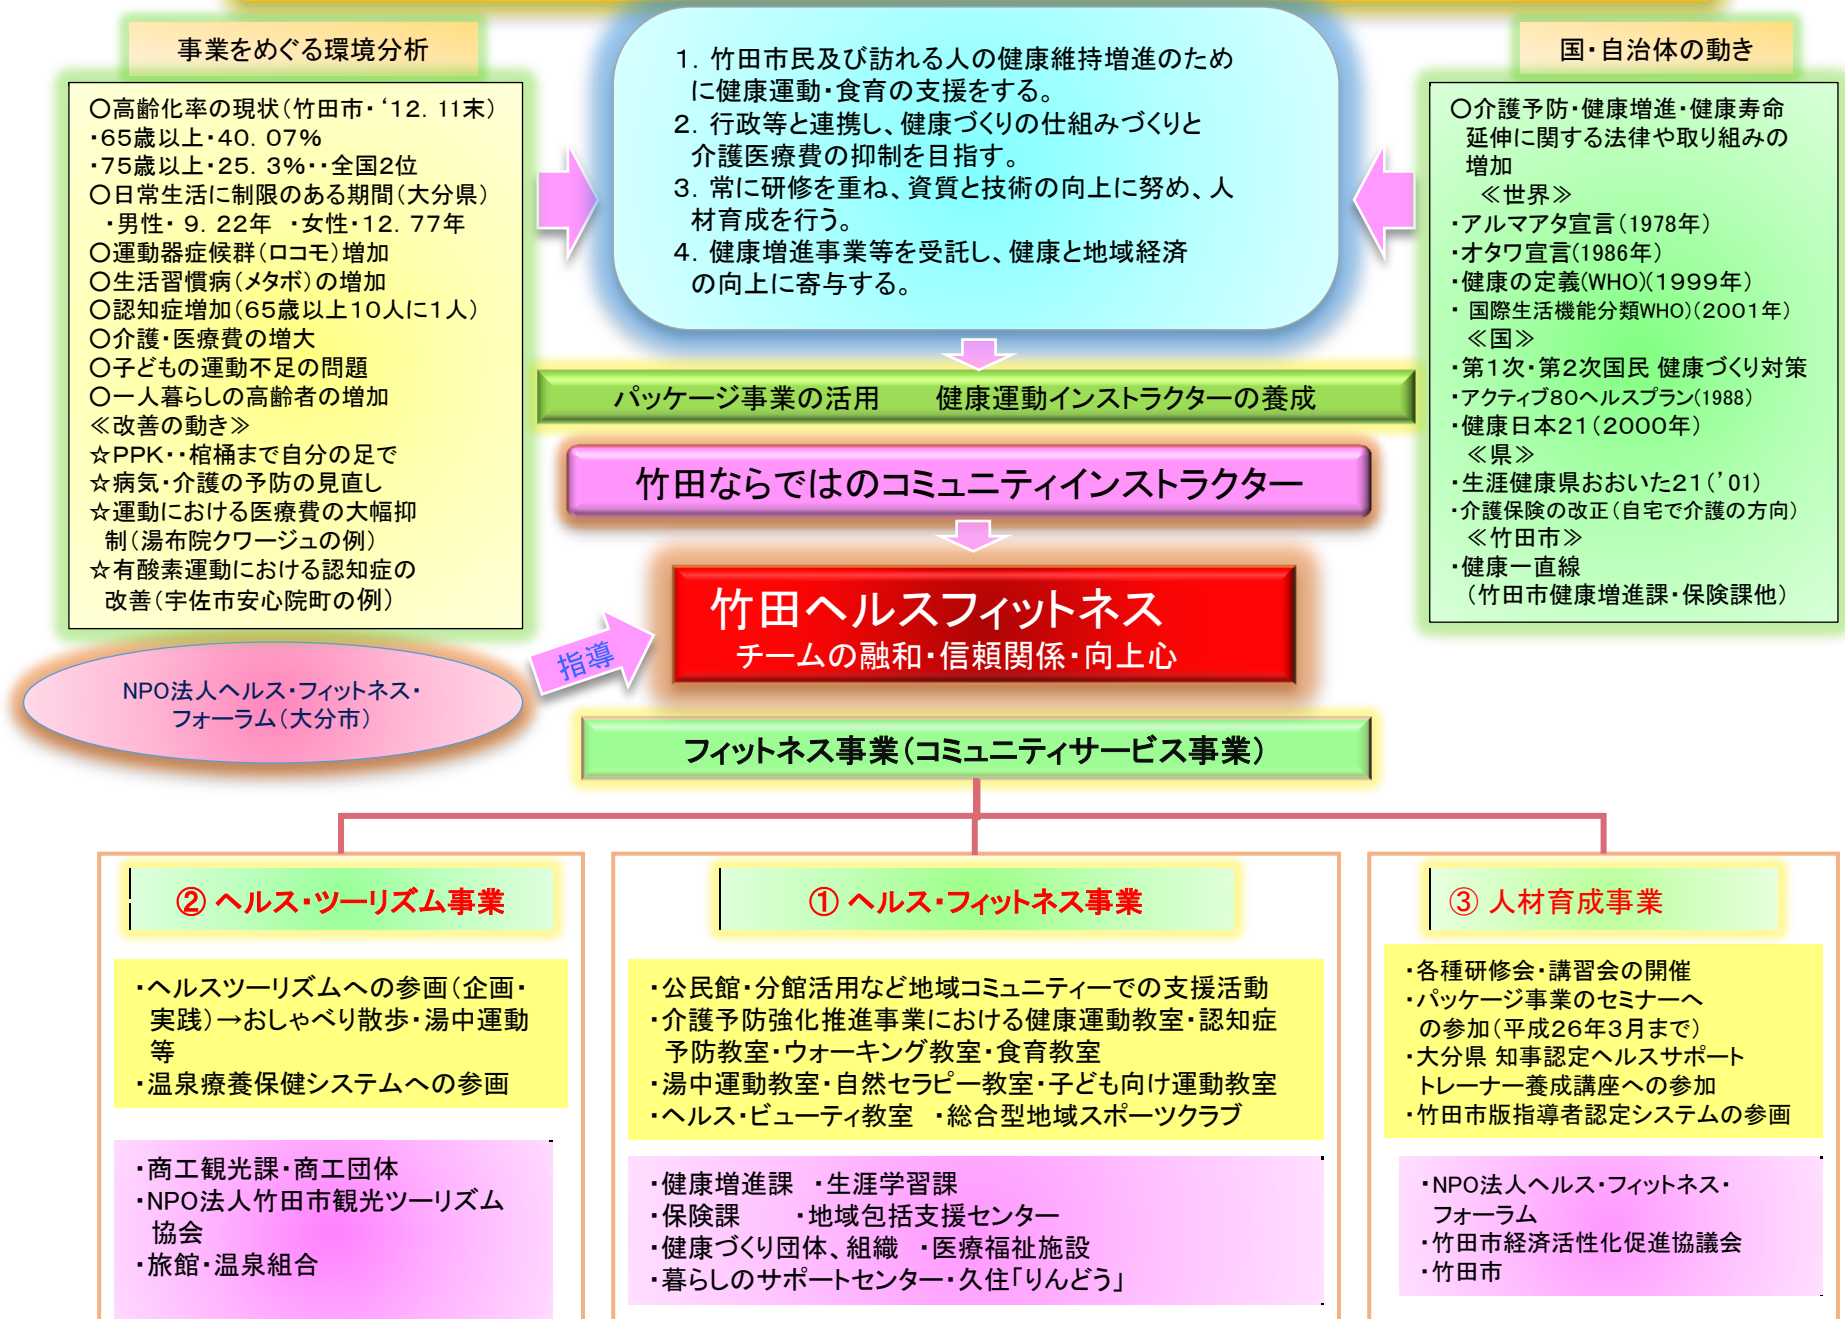 事業をめぐる環境分析
○高齢化率の現状(竹田市・‘12. 11末)
・65歳以上・40. 07%
・75歳以上・25. 3%・・全国2位
○日常生活に制限のある期間(大分県)
・男性・ 9. 22年 ・女性・12. 77年
○運動器症候群(ロコモ)増加
○生活習慣病(メタボ)の増加
○認知症増加(65歳以上10人に1人)
○介護・医療費の増大
○子どもの運動不足の問題
○一人暮らしの高齢者の増加
≪改善の動き≫
☆PPK・・棺桶まで自分の足で
☆病気・介護の予防の見直し
☆運動における医療費の大幅抑
制(湯布院クワージュの例)
☆有酸素運動における認知症の
改善(宇佐市安心院町の例)
1. 竹田市民及び訪れる人の健康維持増進のため
に健康運動・食育の支援をする。
2. 行政等と連携し、健康づくりの仕組みづくりと
介護医療費の抑制を目指す。
3. 常に研修を重ね、資質と技術の向上に努め、人
材育成を行う。
4. 健康増進事業等を受託し、健康と地域経済
の向上に寄与する。
国・自治体の動き
○介護予防・健康増進・健康寿命
延伸に関する法律や取り組みの
増加
≪世界≫
・アルマアタ宣言(1978年)
・オタワ宣言(1986年)
・健康の定義(WHO)(1999年)
・ 国際生活機能分類WHO)(2001年)
≪国≫
・第1次・第2次国民 健康づくり対策
・アクティブ80ヘルスプラン(1988)
・健康日本21(2000年)
≪県≫
・生涯健康県おおいた21(’01)
・介護保険の改正(自宅で介護の方向)
≪竹田市≫
・健康一直線
(竹田市健康増進課・保険課他)
パッケージ事業の活用 健康運動インストラクターの養成
竹田ならではのコミュニティインストラクター
竹田ヘルスフィットネス
チームの融和・信頼関係・向上心
指導
NPO法人ヘルス・フィットネス・
フォーラム(大分市)
フィットネス事業(コミュニティサービス事業)
② ヘルス・ツーリズム事業
・ヘルスツーリズムへの参画(企画・
実践)→おしゃべり散歩・湯中運動
等
・温泉療養保健システムへの参画
・商工観光課・商工団体
・NPO法人竹田市観光ツーリズム
協会
・旅館・温泉組合
① ヘルス・フィットネス事業
・公民館・分館活用など地域コミュニティーでの支援活動
・介護予防強化推進事業における健康運動教室・認知症
予防教室・ウォーキング教室・食育教室
・湯中運動教室・自然セラピー教室・子ども向け運動教室
・ヘルス・ビューティ教室 ・総合型地域スポーツクラブ
・健康増進課 ・生涯学習課
・保険課 ・地域包括支援センター
・健康づくり団体、組織 ・医療福祉施設
・暮らしのサポートセンター・久住「りんどう」
③ 人材育成事業
・各種研修会・講習会の開催
・パッケージ事業のセミナーへ
の参加(平成26年3月まで)
・大分県 知事認定ヘルスサポート
トレーナー養成講座への参加
・竹田市版指導者認定システムの参画
・NPO法人ヘルス・フィットネス・
フォーラム
・竹田市経済活性化促進協議会
・竹田市